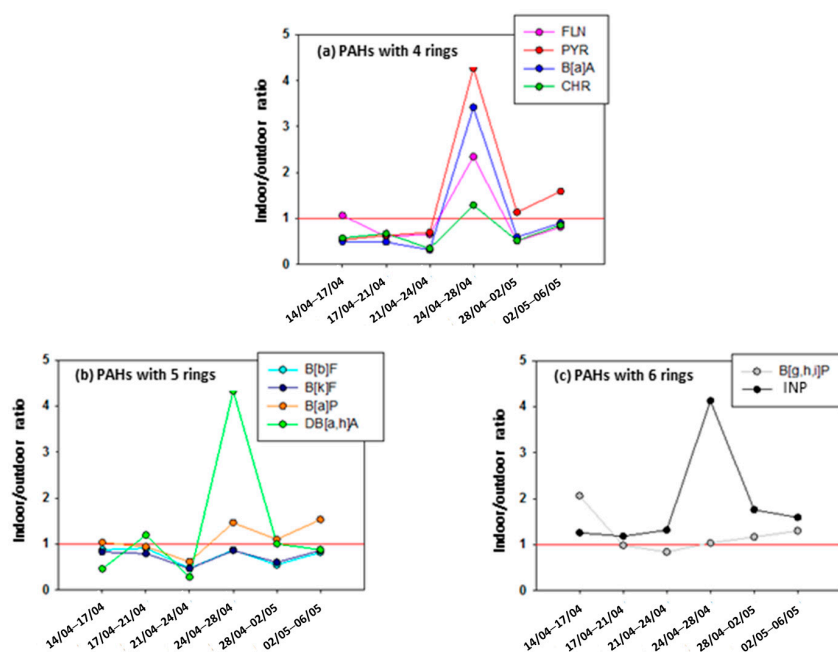 (a) PAHs with 4 rings
FLN
PYR
B[a]A
CHR
Indoor/outdoor ratio
5
4
3
2
1
0
14/04–17/04
17/04–21/04
21/04–24/04
24/04–28/04
28/04–02/05
02/05–06/05
(b) PAHs with 5 rings
B[b]F
B[k]F
B[a]P
DB[a,h]A
Indoor/outdoor ratio
5
4
3
2
1
0
14/04–17/04
17/04–21/04
21/04–24/04
24/04–28/04
28/04–02/05
02/05–06/05
(c) PAHs with 6 rings
B[g,h,i]P
INP
Indoor/outdoor ratio
5
4
3
2
1
0
14/04–17/04
17/04–21/04
21/04–24/04
24/04–28/04
28/04–02/05
02/05–06/05